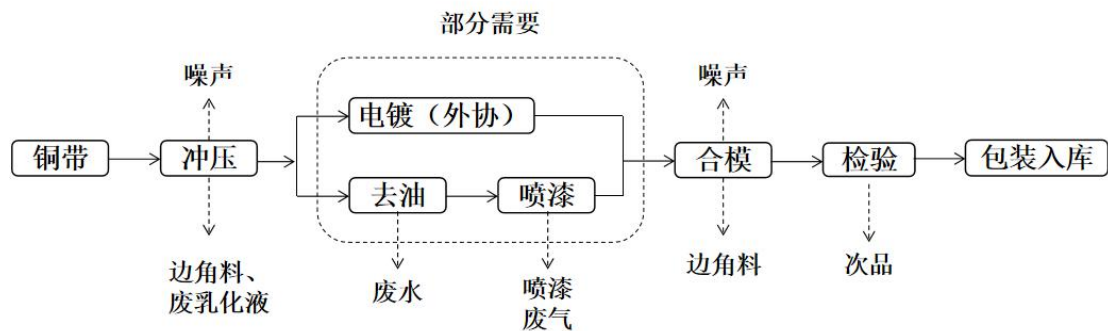 部分需要
噪声
噪声
电镀（外协）
铜带
冲压
合模
检验
包装入库
去油
喷漆
边角料、
废乳化液
废水
喷漆
废气
边角料
次品